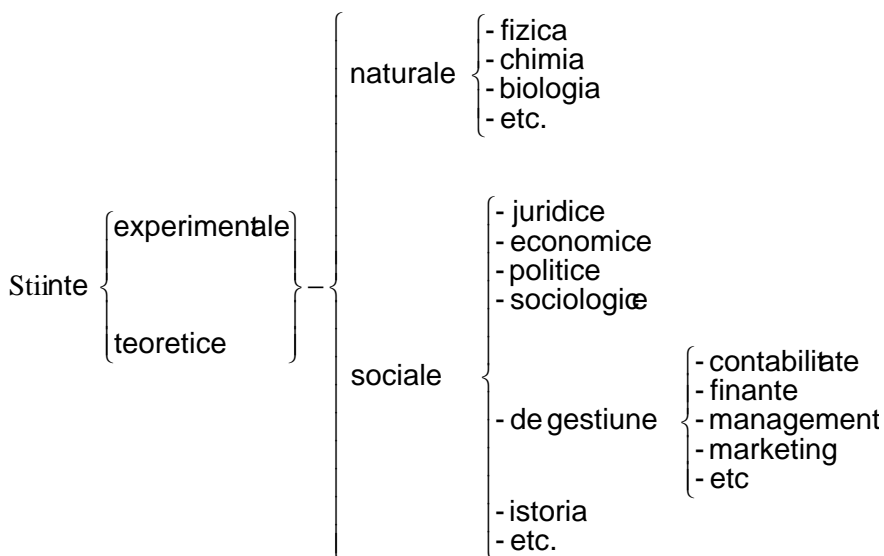 - fizica
- chimia
naturale
- biologia
- etc.
- juridice
experimentale
- economice
- politice
Stiinte
- sociologice
teoretice
- contabilitate
sociale
- finante
- de gestiune
- management
- marketing
- etc
- istoria
- etc.